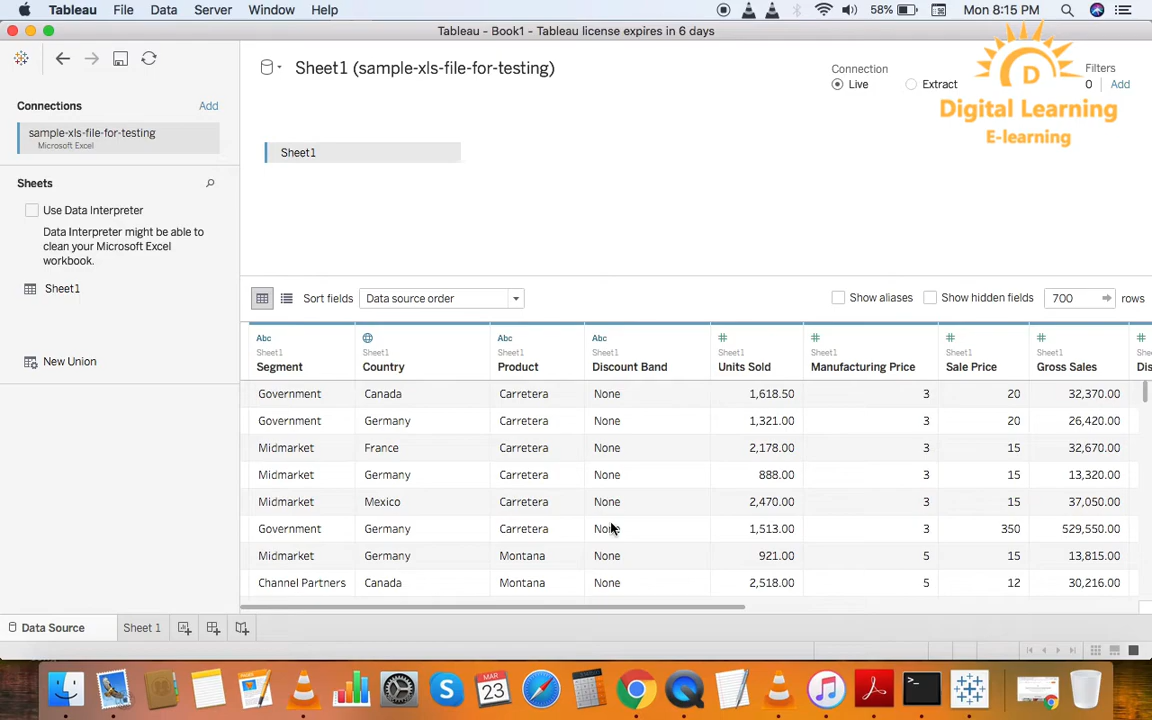 Tableau File Data Server Window Help 58% Mon 8:15 PM
Tableau - Book1 - Tableau license expires in 6 days
Sheet1 (sample-xls-file-for-testing)
Connection
Live Extract
Filters
0 Add
D
Digital Learning
E-learning
Connections Add
sample-xls-file-for-testing
Microsoft Excel
Sheets
Use Data Interpreter
Data Interpreter might be able to
clean your Microsoft Excel
workbook.
Sheet1
New Union
Sheet1
Sort fields Data source order Show aliases Show hidden fields 700 rows
Abc Abc Abc # # # # #
Sheet1 Sheet1 Sheet1 Sheet1 Sheet1 Sheet1 Sheet1 Sheet1 Sheet1
Segment Country Product Discount Band Units Sold Manufacturing Price Sale Price Gross Sales Dis
Government Canada Carretera None 1,618.50 3 20 32,370.00
Government Germany Carretera None 1,321.00 3 20 26,420.00
Midmarket France Carretera None 2,178.00 3 15 32,670.00
Midmarket Germany Carretera None 888.00 3 15 13,320.00
Midmarket Mexico Carretera None 2,470.00 3 15 37,050.00
Government Germany Carretera None 1,513.00 3 350 529,550.00
Midmarket Germany Montana None 921.00 5 15 13,815.00
Channel Partners Canada Montana None 2,518.00 5 12 30,216.00
Data Source Sheet 1
MAR
23